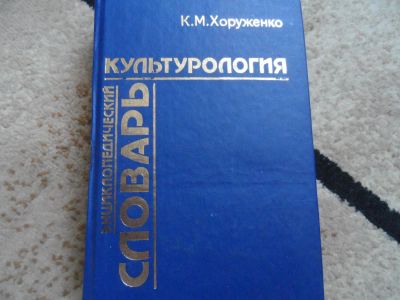 К.М.Хоруженко
КУЛЬТУРОЛОГИЯ
ЭНЦИКЛОПЕДИЧЕСКИЙ
СЛОВАРЬ